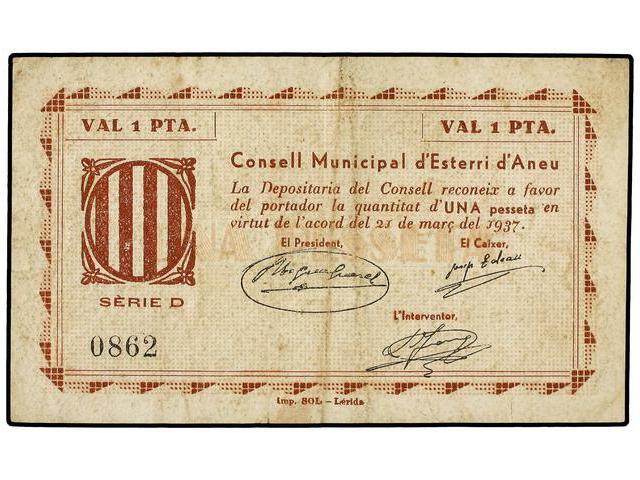 VAL 1 PTA.
VAL 1 PTA.
Consell Municipal d'Esterri d'Aneu
La Depositaria del Consell reconeix a favor
del portador la quantitat d'UNA pesseta en
virtut de l'acord del 21 de març del 1937.
UNA PESSETA
El President,
El Caixer,
SÈRIE D
L'Interventor,
0862
Imp. SOL – Lérida